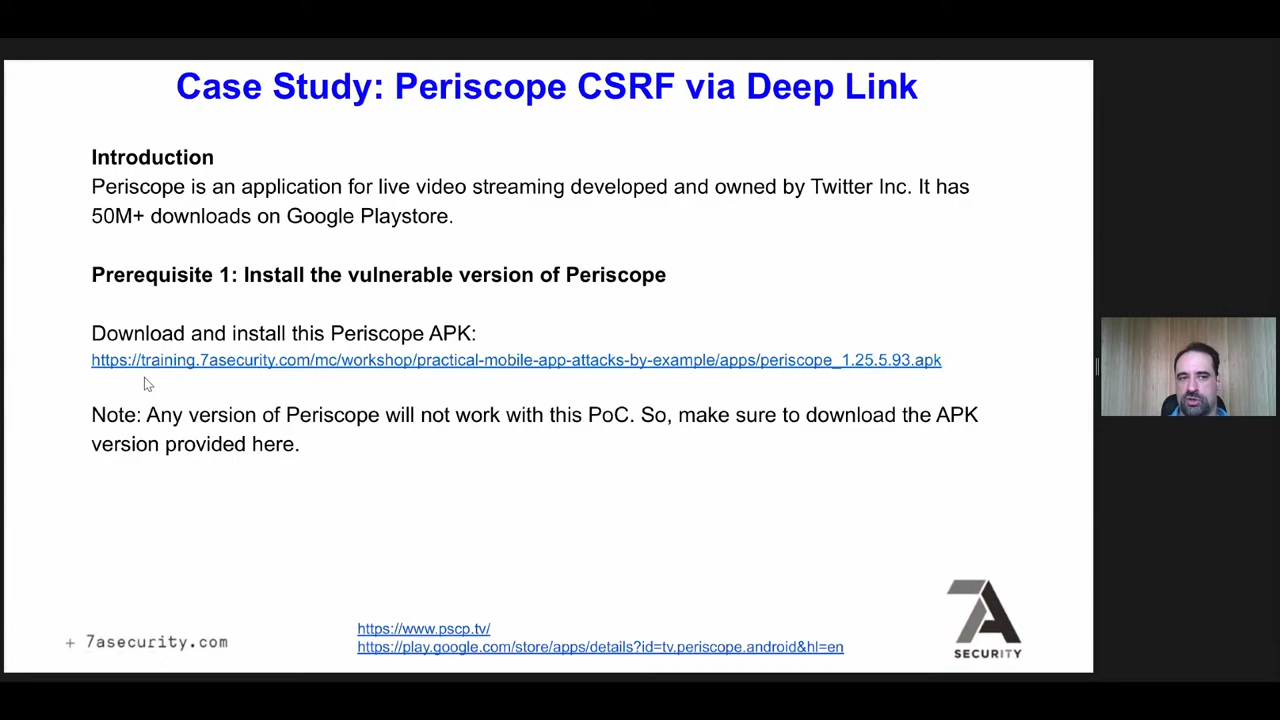 Case Study: Periscope CSRF via Deep Link
Introduction
Periscope is an application for live video streaming developed and owned by Twitter Inc. It has
50M+ downloads on Google Playstore.
Prerequisite 1: Install the vulnerable version of Periscope
Download and install this Periscope APK:
https://training.7asecurity.com/mc/workshop/practical-mobile-app-attacks-by-example/apps/periscope_1.25.5.93.apk
Note: Any version of Periscope will not work with this PoC. So, make sure to download the APK
version provided here.
https://www.pscp.tv/
https://play.google.com/store/apps/details?id=tv.periscope.android&hl=en
+ 7asecurity.com
7A
SECURITY